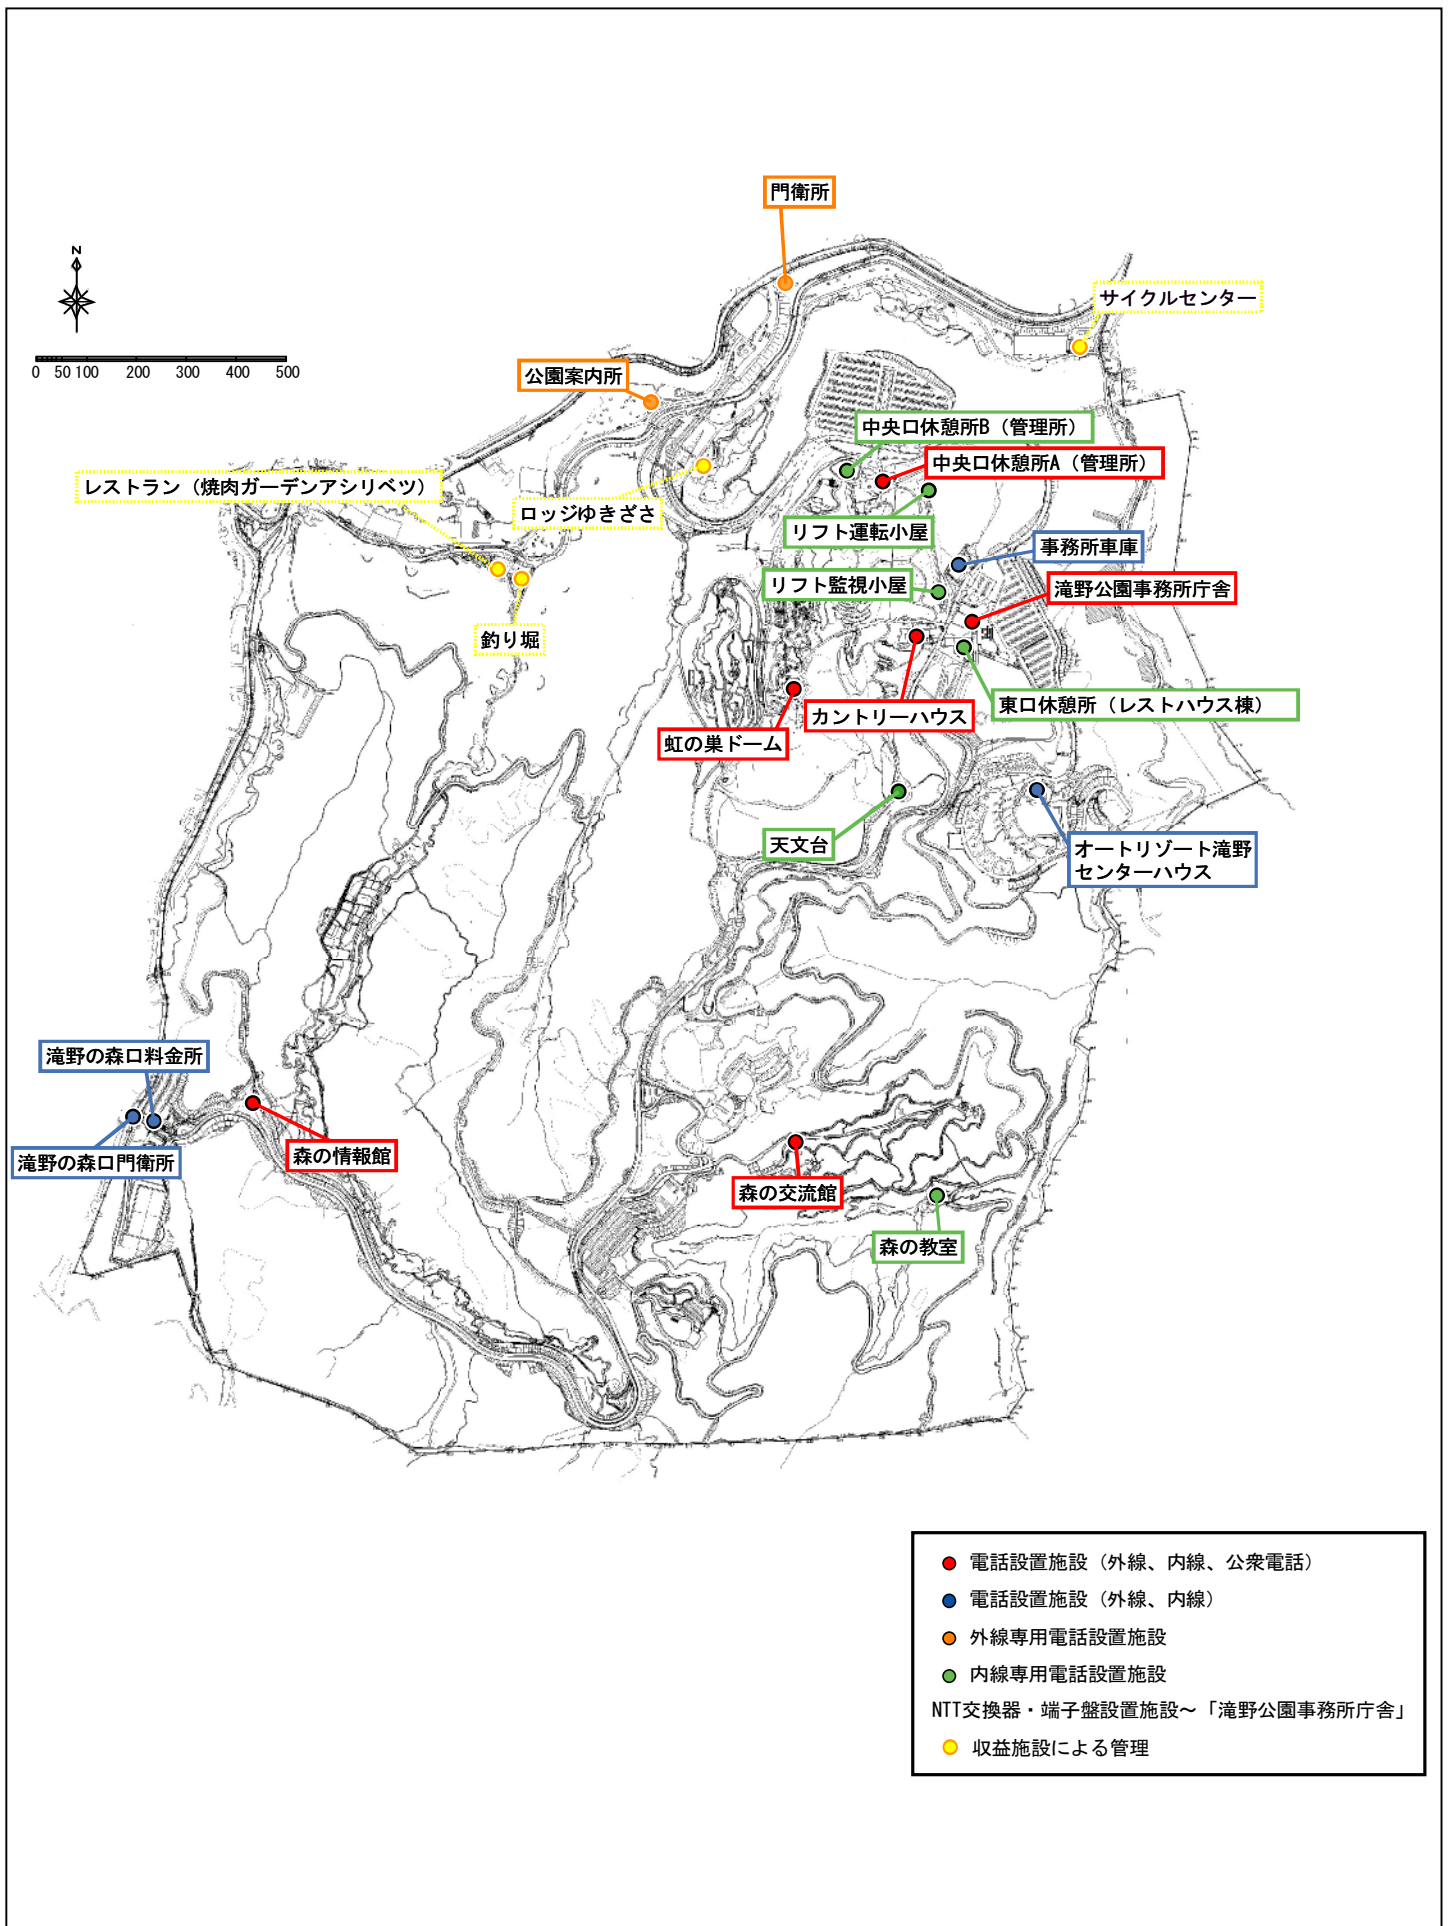 門衛所
N
サイクルセンター
0 50 100 200 300 400 500
公園案内所
中央口休憩所B（管理所）
中央口休憩所A（管理所）
レストラン（焼肉ガーデンアシリベツ）
ロッジゆきざさ
リフト運転小屋
事務所車庫
リフト監視小屋
滝野公園事務所庁舎
釣り堀
東口休憩所（レストハウス棟）
カントリーハウス
虹の巣ドーム
天文台
オートリゾート滝野
センターハウス
滝野の森口料金所
滝野の森口門衛所
森の情報館
森の交流館
森の教室
電話設置施設（外線、内線、公衆電話）
電話設置施設（外線、内線）
外線専用電話設置施設
内線専用電話設置施設
NTT交換器・端子盤設置施設～「滝野公園事務所庁舎」
収益施設による管理